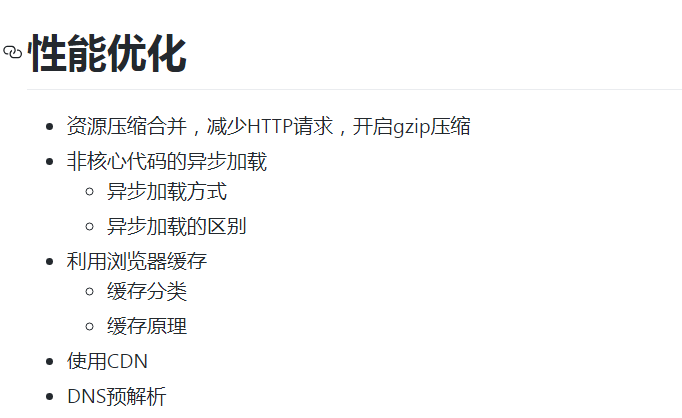 性能优化
资源压缩合并，减少HTTP请求，开启gzip压缩
非核心代码的异步加载
异步加载方式
异步加载的区别
利用浏览器缓存
缓存分类
缓存原理
使用CDN
DNS预解析